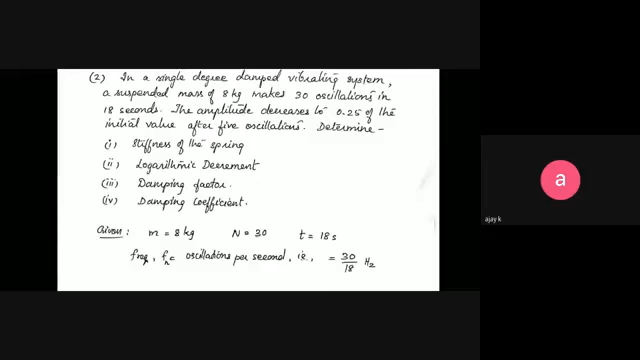 (2) In a single degree damped vibrating system,
a suspended mass of 8 kg makes 30 oscillations in
18 seconds. The amplitude decreases to 0.25 of the
initial value after five oscillations. Determine –
(i) Stiffness of the spring
(ii) Logarithmic Decrement
(iii) Damping factor.
(iv) Damping Coefficient.
Given : m = 8 kg N = 30 t = 18 s
freq, fn = oscillations per second, i.e., = 30/18 Hz
a
ajay k